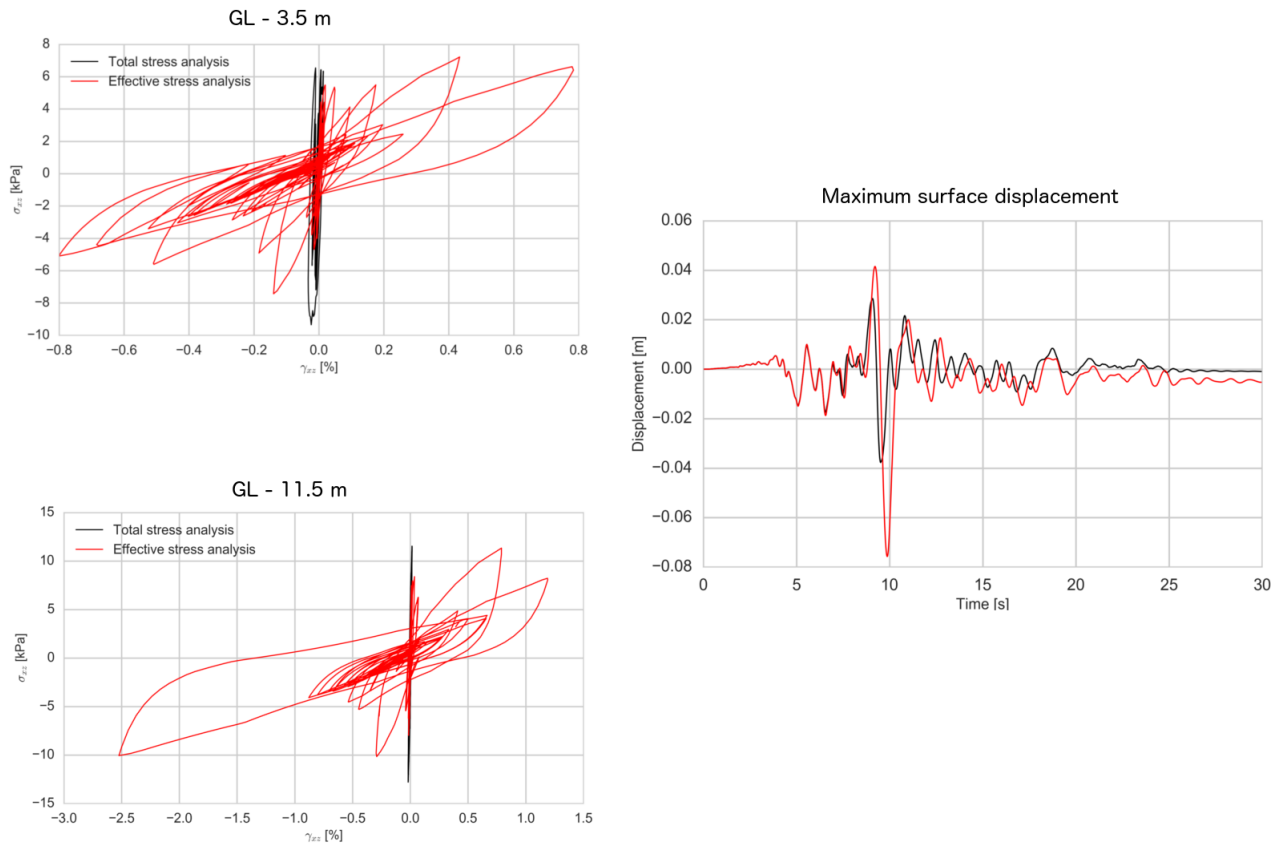 GL - 3.5 m
8
6
4
2
0
−2
−4
−6
−8
−10
σxz [kPa]
Total stress analysis
Effective stress analysis
−0.8 −0.6 −0.4 −0.2 0.0 0.2 0.4 0.6 0.8
γxz [%]
GL - 11.5 m
15
10
5
0
−5
−10
−15
σxz [kPa]
Total stress analysis
Effective stress analysis
−3.0 −2.5 −2.0 −1.5 −1.0 −0.5 0.0 0.5 1.0 1.5
γxz [%]
Maximum surface displacement
0.06
0.04
0.02
0.00
−0.02
−0.04
−0.06
−0.08
Displacement [m]
0 5 10 15 20 25 30
Time [s]